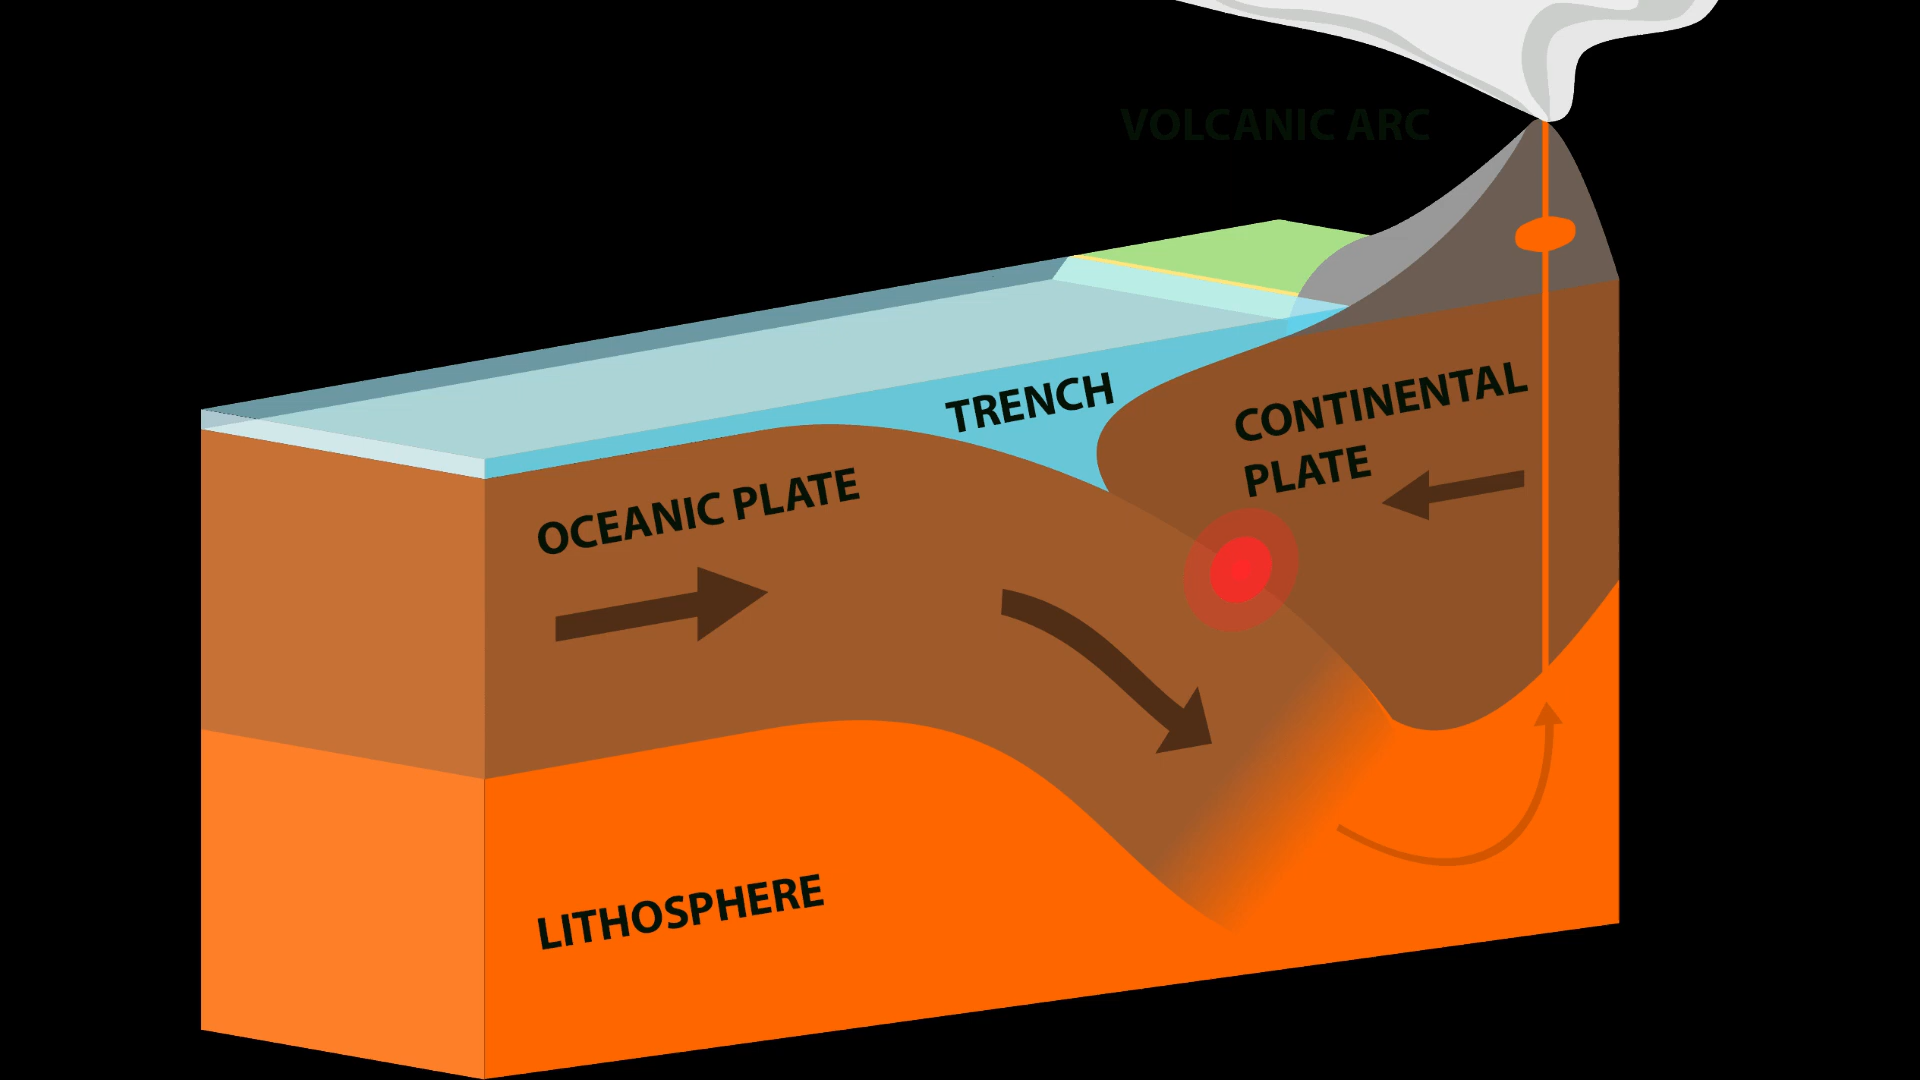 VOLCANIC ARC
TRENCH
CONTINENTAL
PLATE
OCEANIC PLATE
LITHOSPHERE